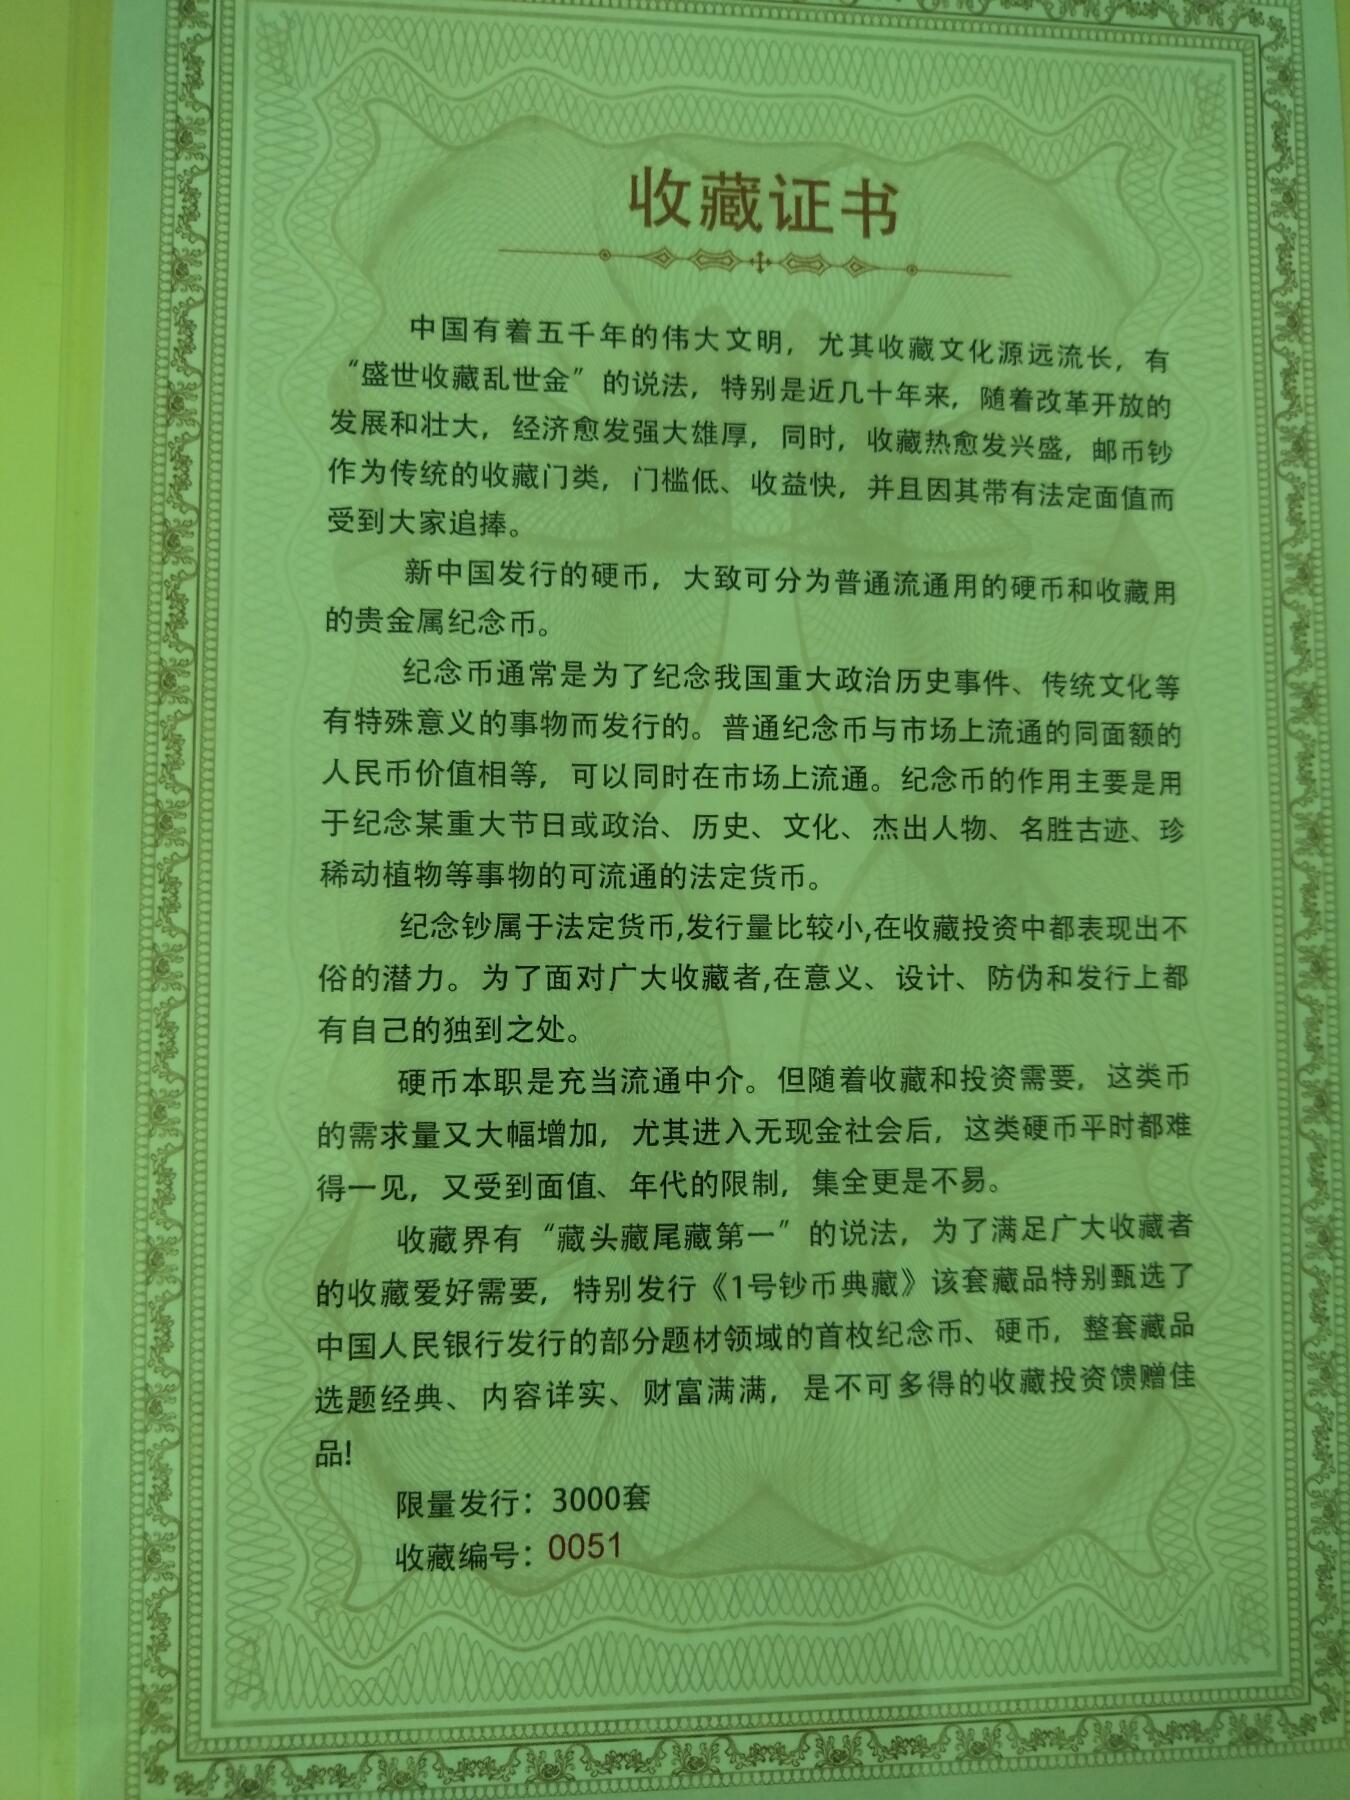 收藏证书
中国有着五千年的伟大文明，尤其收藏文化源远流长，有
“盛世收藏乱世金”的说法，特别是近几十年来，随着改革开放的
发展和壮大，经济愈发强大雄厚，同时，收藏热愈发兴盛，邮币钞
作为传统的收藏门类，门槛低、收益快，并且因其带有法定面值而
受到大家追捧。
新中国发行的硬币，大致可分为普通流通用的硬币和收藏用
的贵金属纪念币。
纪念币通常是为了纪念我国重大政治历史事件、传统文化等
有特殊意义的事物而发行的。普通纪念币与市场上流通的同面额的
人民币价值相等，可以同时在市场上流通。纪念币的作用主要是用
于纪念某重大节日或政治、历史、文化、杰出人物、名胜古迹、珍
稀动植物等事物的可流通的法定货币。
纪念钞属于法定货币,发行量比较小,在收藏投资中都表现出不
俗的潜力。为了面对广大收藏者,在意义、设计、防伪和发行上都
有自己的独到之处。
硬币本职是充当流通中介。但随着收藏和投资需要，这类币
的需求量又大幅增加，尤其进入无现金社会后，这类硬币平时都难
得一见，又受到面值、年代的限制，集全更是不易。
收藏界有“藏头藏尾藏第一”的说法，为了满足广大收藏者
的收藏爱好需要，特别发行《1号钞币典藏》该套藏品特别甄选了
中国人民银行发行的部分题材领域的首枚纪念币、硬币，整套藏品
选题经典、内容详实、财富满满，是不可多得的收藏投资馈赠佳
品!
限量发行：3000套
收藏编号：0051